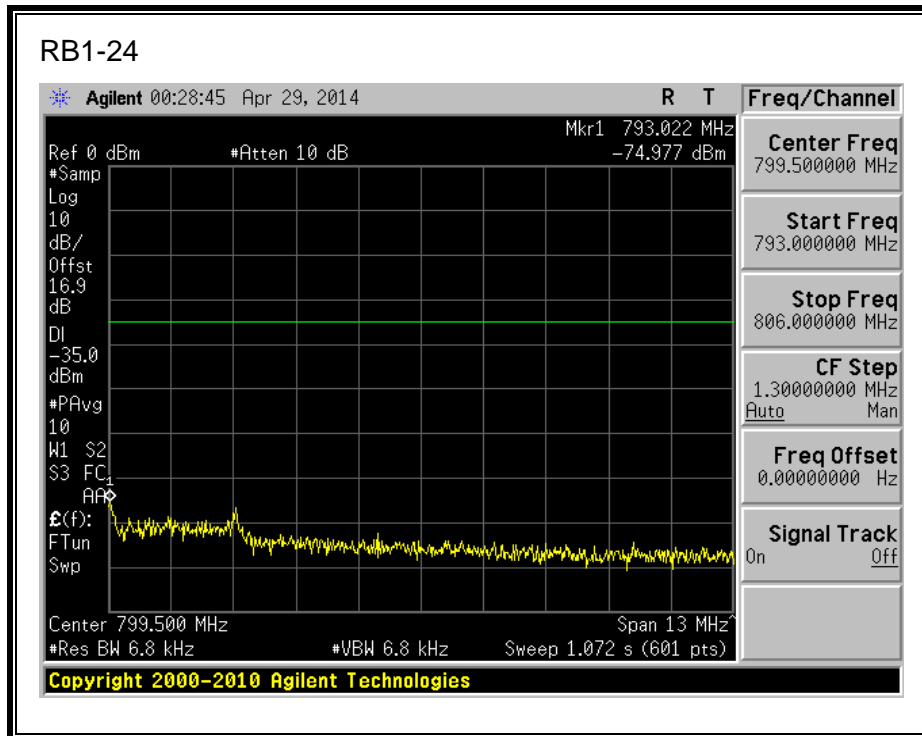 RB1-24
Agilent 00:28:45 Apr 29, 2014 R T
Freq/Channel
Mkr1 793.022 MHz
Ref 0 dBm #Atten 10 dB -74.977 dBm
#Samp
Log
10
dB/
Offst
16.9
dB
DI
-35.0
dBm
#PAvg
10
W1 S2
S3 FC
AA
1
£(f):
FTun
Swp
Center 799.500 MHz Span 13 MHz^
#Res BW 6.8 kHz #VBW 6.8 kHz Sweep 1.072 s (601 pts)
Copyright 2000-2010 Agilent Technologies
Center Freq
799.500000 MHz
Start Freq
793.000000 MHz
Stop Freq
806.000000 MHz
CF Step
1.30000000 MHz
Auto Man
Freq Offset
0.00000000 Hz
Signal Track
On Off